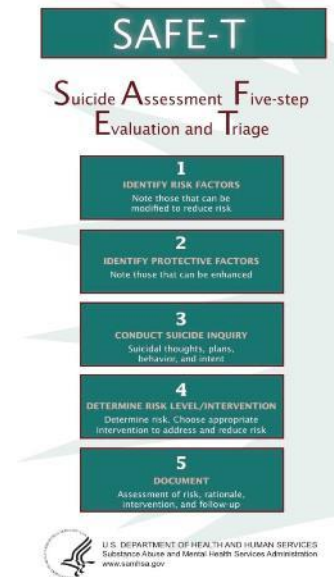 SAFE-T
Suicide Assessment Five-step
Evaluation and Triage
1
IDENTIFY RISK FACTORS
Note those that can be
modified to reduce risk
2
IDENTIFY PROTECTIVE FACTORS
Note those that can be enhanced
3
CONDUCT SUICIDE INQUIRY
Suicidal thoughts, plans,
behavior, and intent
4
DETERMINE RISK LEVEL/INTERVENTION
Determine risk. Choose appropriate
intervention to address and reduce risk
5
DOCUMENT
Assessment of risk, rationale,
intervention, and follow-up
U.S. DEPARTMENT OF HEALTH AND HUMAN SERVICES
Substance Abuse and Mental Health Services Administration
www.samhsa.gov